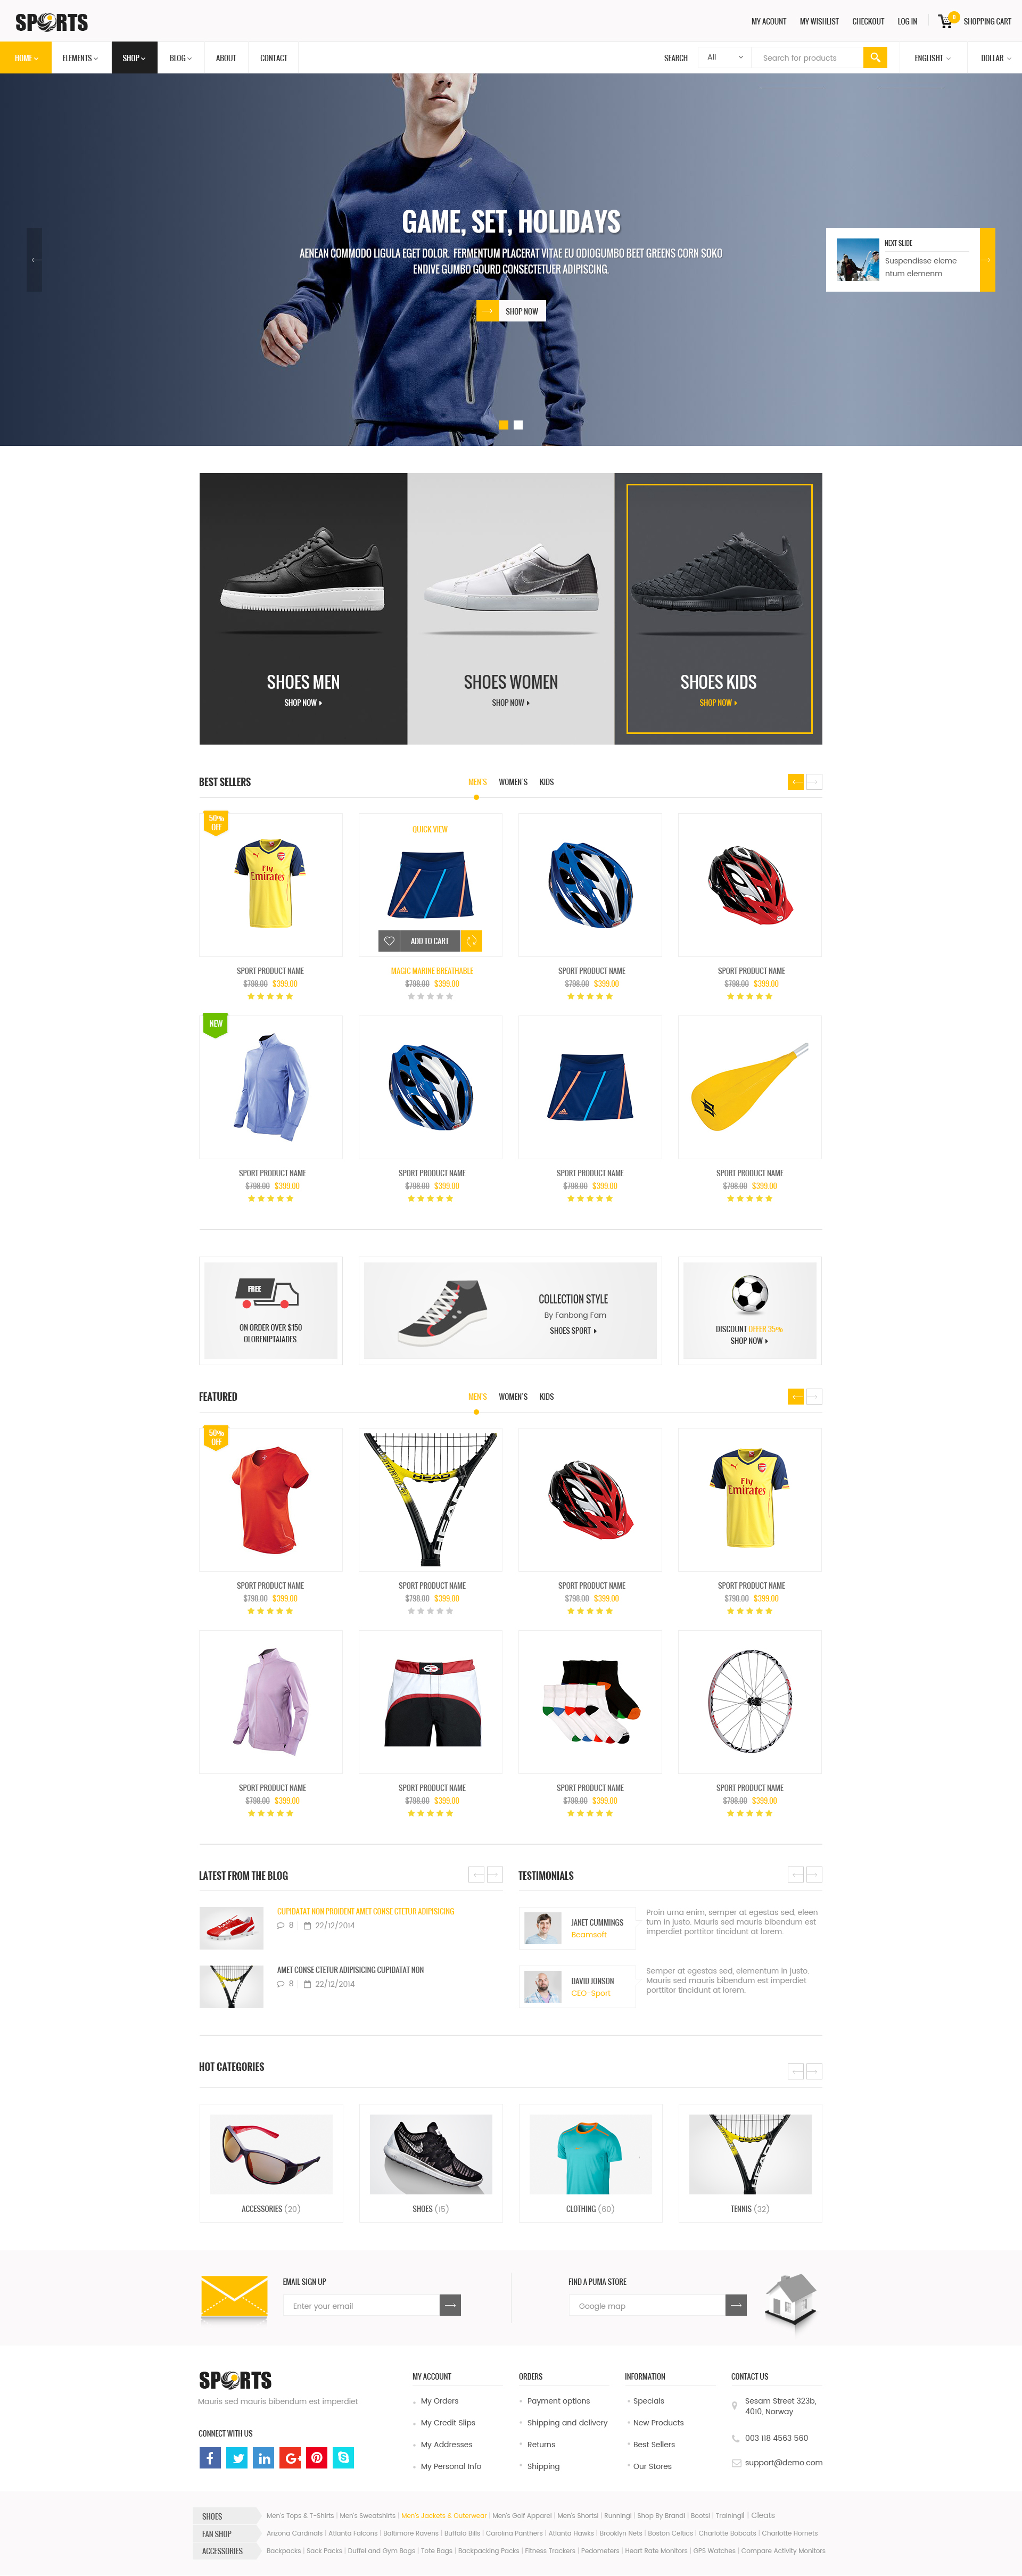 SPORTS
MY ACOUNT MY WISHLIST CHECKOUT LOG IN 0 SHOPPING CART
HOME ELEMENTS SHOP BLOG ABOUT CONTACT SEARCH All Search for products ENGLISHT DOLLAR
GAME, SET, HOLIDAYS
AENEAN COMMODO LIGULA EGET DOLOR. FERMENTUM PLACERAT VITAE EU ODIOGUMBO BEET GREENS CORN SOKO
ENDIVE GUMBO GOURD CONSECTETUER ADIPISCING.
SHOP NOW
NEXT SLIDE
Suspendisse eleme
ntum elemenm
SHOES MEN
SHOP NOW
SHOES WOMEN
SHOP NOW
SHOES KIDS
SHOP NOW
BEST SELLERS MEN'S WOMEN'S KIDS
50% OFF
Fly Emirates
QUICK VIEW
adidas
ADD TO CART
SPORT PRODUCT NAME MAGIC MARINE BREATHABLE SPORT PRODUCT NAME SPORT PRODUCT NAME
$798.00 $399.00 $798.00 $399.00 $798.00 $399.00 $798.00 $399.00
NEW
adidas
SPORT PRODUCT NAME SPORT PRODUCT NAME SPORT PRODUCT NAME SPORT PRODUCT NAME
$798.00 $399.00 $798.00 $399.00 $798.00 $399.00 $798.00 $399.00
FREE
ON ORDER OVER $150
OLORENIPTAIADES.
COLLECTION STYLE
By Fanbong Fam
SHOES SPORT
DISCOUNT OFFER 35%
SHOP NOW
FEATURED MEN'S WOMEN'S KIDS
50% OFF
HEAD
HEAD
Fly Emirates
SPORT PRODUCT NAME SPORT PRODUCT NAME SPORT PRODUCT NAME SPORT PRODUCT NAME
$798.00 $399.00 $798.00 $399.00 $798.00 $399.00 $798.00 $399.00
SPORT PRODUCT NAME SPORT PRODUCT NAME SPORT PRODUCT NAME SPORT PRODUCT NAME
$798.00 $399.00 $798.00 $399.00 $798.00 $399.00 $798.00 $399.00
LATEST FROM THE BLOG
CUPIDATAT NON PROIDENT AMET CONSE CTETUR ADIPISICING
8 22/12/2014
AMET CONSE CTETUR ADIPISICING CUPIDATAT NON
8 22/12/2014
TESTIMONIALS
JANET CUMMINGS
Beamsoft
Proin urna enim, semper at egestas sed, eleen
tum in justo. Mauris sed mauris bibendum est
imperdiet porttitor tincidunt at lorem.
DAVID JONSON
CEO-Sport
Semper at egestas sed, elementum in justo.
Mauris sed mauris bibendum est imperdiet
porttitor tincidunt at lorem.
HOT CATEGORIES
ACCESSORIES (20) SHOES (15) CLOTHING (60) TENNIS (32)
EMAIL SIGN UP
Enter your email
FIND A PUMA STORE
Google map
SPORTS
Mauris sed mauris bibendum est imperdiet
CONNECT WITH US
MY ACCOUNT
My Orders
My Credit Slips
My Addresses
My Personal Info
ORDERS
Payment options
Shipping and delivery
Returns
Shipping
INFORMATION
Specials
New Products
Best Sellers
Our Stores
CONTACT US
Sesam Street 323b,
4010, Norway
003 118 4563 560
support@demo.com
SHOES Men's Tops & T-Shirts | Men's Sweatshirts | Men's Jackets & Outerwear | Men's Golf Apparel | Men's Shortsl | Runningl | Shop By Brandl | Bootsl | Trainingll | Cleats
FAN SHOP Arizona Cardinals | Atlanta Falcons | Baltimore Ravens | Buffalo Bills | Carolina Panthers | Atlanta Hawks | Brooklyn Nets | Boston Celtics | Charlotte Bobcats | Charlotte Hornets
ACCESSORIES Backpacks | Sack Packs | Duffel and Gym Bags | Tote Bags | Backpacking Packs | Fitness Trackers | Pedometers | Heart Rate Monitors | GPS Watches | Compare Activity Monitors